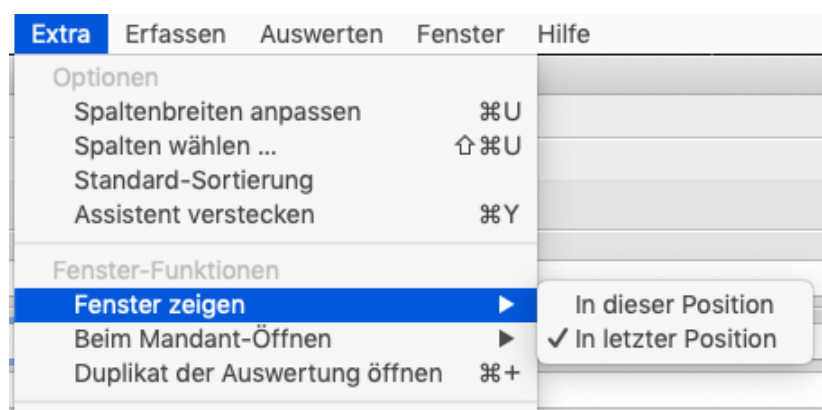 Extra Erfassen Auswerten Fenster Hilfe
Optionen
Spaltenbreiten anpassen ⌘U
Spalten wählen ... ⇧⌘U
Standard-Sortierung
Assistent verstecken ⌘Y
Fenster-Funktionen
Fenster zeigen ▶
In dieser Position
Beim Mandant-Öffnen ▶
✓ In letzter Position
Duplikat der Auswertung öffnen ⌘+